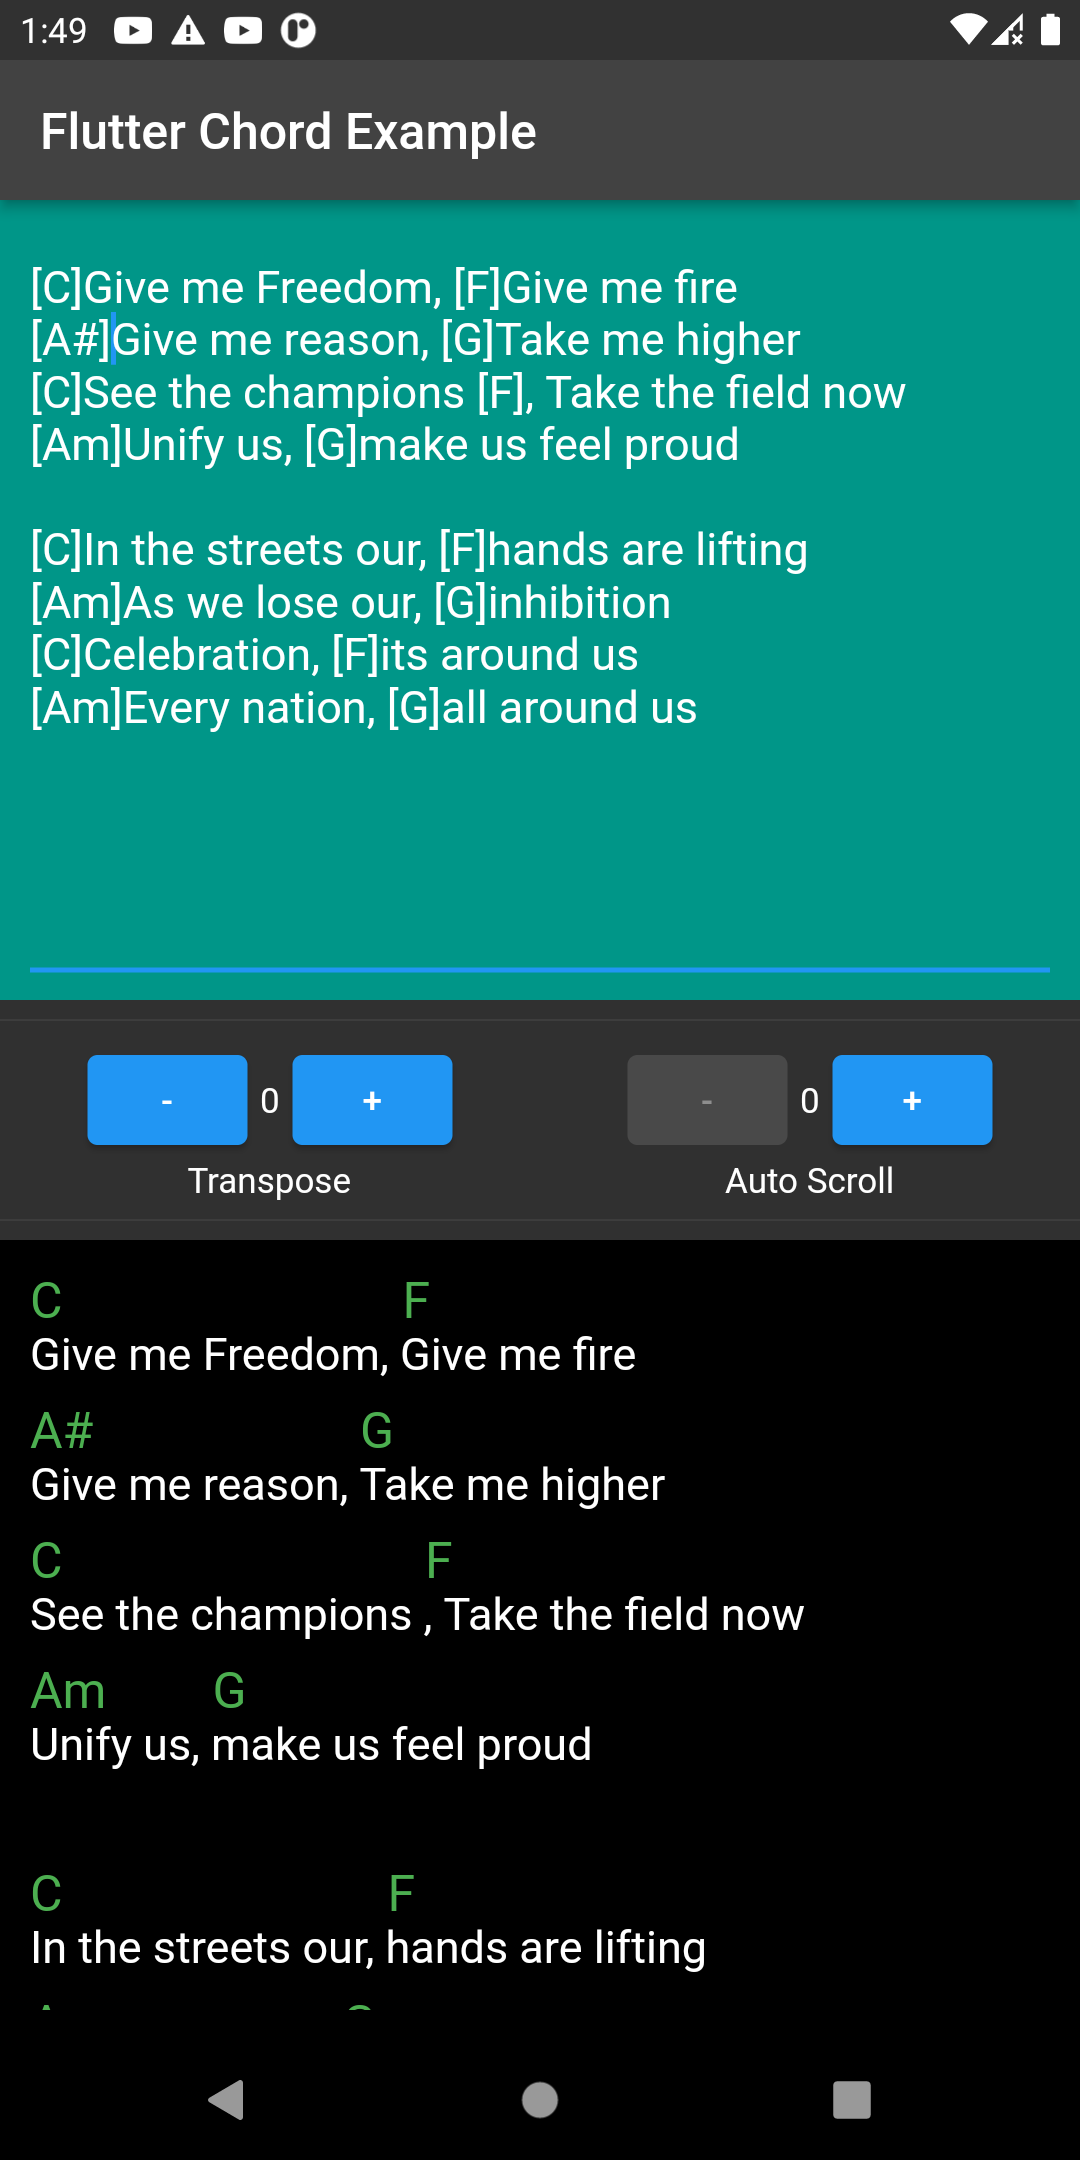 1:49
Flutter Chord Example
[C]Give me Freedom, [F]Give me fire
[A#]Give me reason, [G]Take me higher
[C]See the champions [F], Take the field now
[Am]Unify us, [G]make us feel proud
[C]In the streets our, [F]hands are lifting
[Am]As we lose our, [G]inhibition
[C]Celebration, [F]its around us
[Am]Every nation, [G]all around us
- 0 + - 0 +
Transpose Auto Scroll
C F
Give me Freedom, Give me fire
A# G
Give me reason, Take me higher
C F
See the champions , Take the field now
Am G
Unify us, make us feel proud
C F
In the streets our, hands are lifting